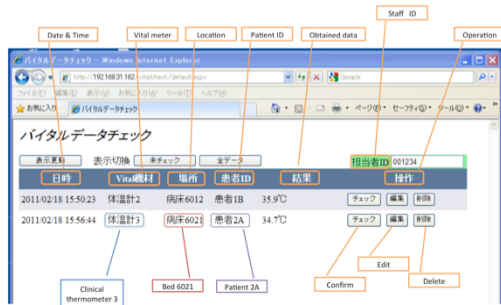 Staff ID
Date & Time Vital meter Location Patient ID Obtained data Operation
バイタルデータチェック - Windows Internet Explorer
http://192.168.31.162/vitalcheck/default.aspx Google
ファイル(F) 編集(E) 表示(V) お気に入り(A) ツール(T) ヘルプ(H)
お気に入り バイタルデータチェック ページ(P) セーフティ(S) ツール(O)
バイタルデータチェック
表示更新 表示切換 未チェック 全データ 担当者ID 001234
日時 Vital機材 場所 患者ID 結果 操作
2011/02/18 15:50:23 体温計2 病床6012 患者1B 35.9℃ チェック 編集 削除
2011/02/18 15:56:44 体温計3 病床6021 患者2A 34.7℃ チェック 編集 削除
Clinical thermometer 3 Bed 6021 Patient 2A Confirm Edit Delete